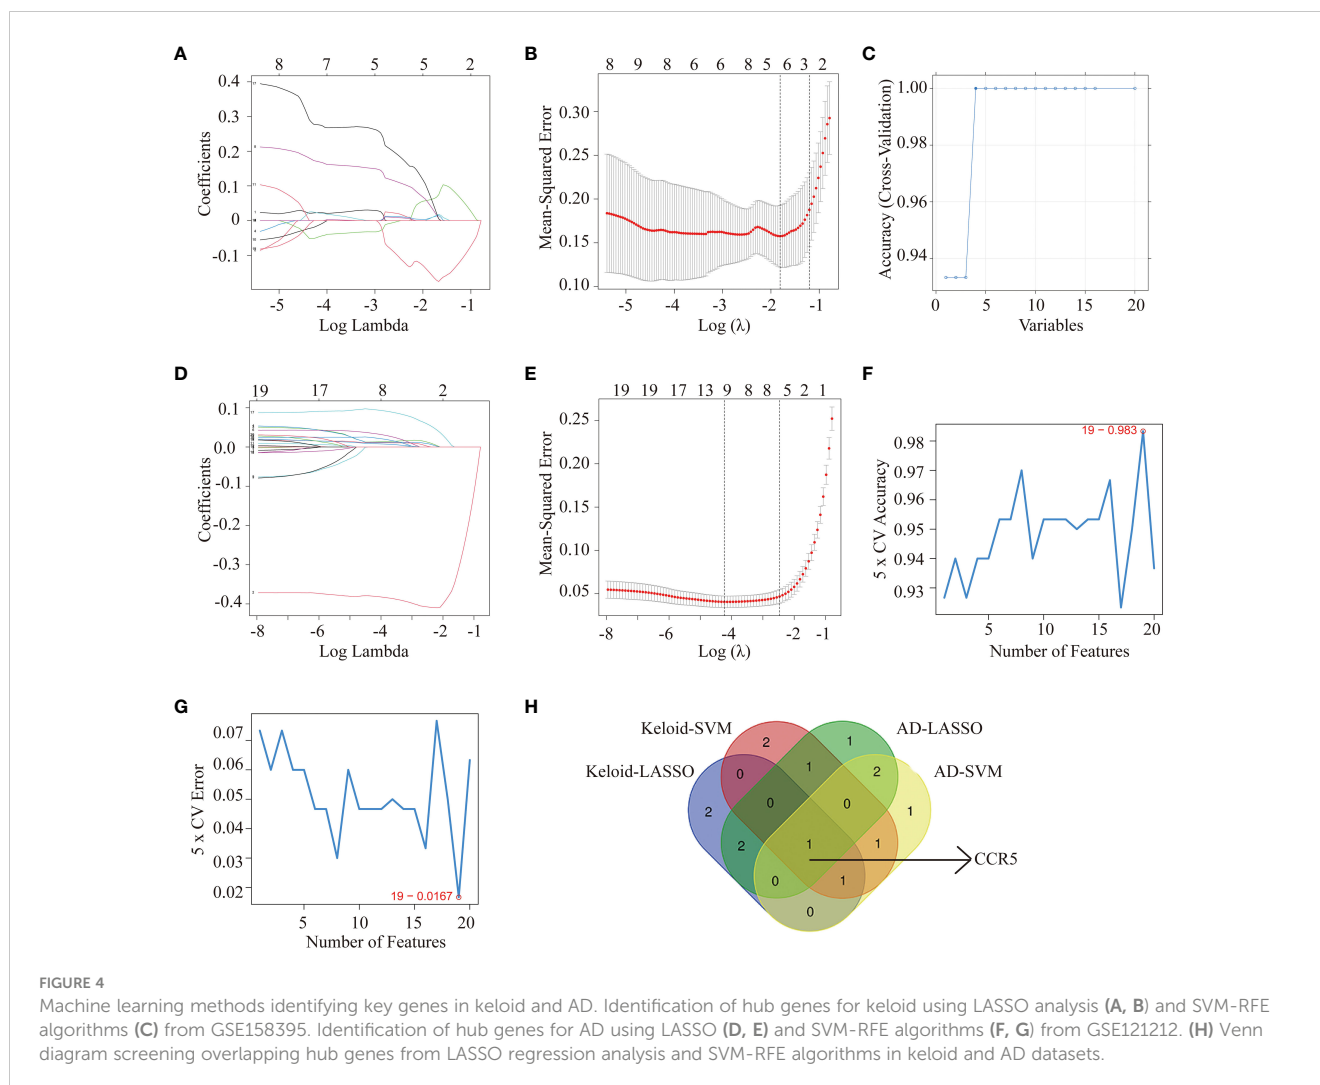 A
8 7 5 5 2
0.4
0.3
0.2
0.1
0
-0.1
Coefficients
-5 -4 -3 -2 -1
Log Lambda
B
8 9 8 6 6 8 5 6 3 2
0.30
0.25
0.20
0.15
0.10
Mean-Squared Error
-5 -4 -3 -2 -1
Log (λ)
C
1.00
0.98
0.96
0.94
Accuracy (Cross-Validation)
0 5 10 15 20
Variables
D
19 17 8 2
0.1
0.0
-0.1
-0.2
-0.3
-0.4
Coefficients
-8 -6 -4 -2 -1
Log Lambda
E
19 19 17 13 9 8 8 5 2 1
0.25
0.20
0.15
0.10
0.05
Mean-Squared Error
-8 -6 -4 -2 -1
Log (λ)
F
19 − 0.983
0.98
0.97
0.96
0.95
0.94
0.93
5 x CV Accuracy
5 10 15 20
Number of Features
G
0.07
0.06
0.05
0.04
0.03
0.02
5 x CV Error
19 − 0.0167
5 10 15 20
Number of Features
H
Keloid-SVM AD-LASSO
Keloid-LASSO AD-SVM
2 1
0 1 2
2 0 0 1
2 1 1
CCR5
0 1
0
FIGURE 4
Machine learning methods identifying key genes in keloid and AD. Identification of hub genes for keloid using LASSO analysis (A, B) and SVM-RFE
algorithms (C) from GSE158395. Identification of hub genes for AD using LASSO (D, E) and SVM-RFE algorithms (F, G) from GSE121212. (H) Venn
diagram screening overlapping hub genes from LASSO regression analysis and SVM-RFE algorithms in keloid and AD datasets.